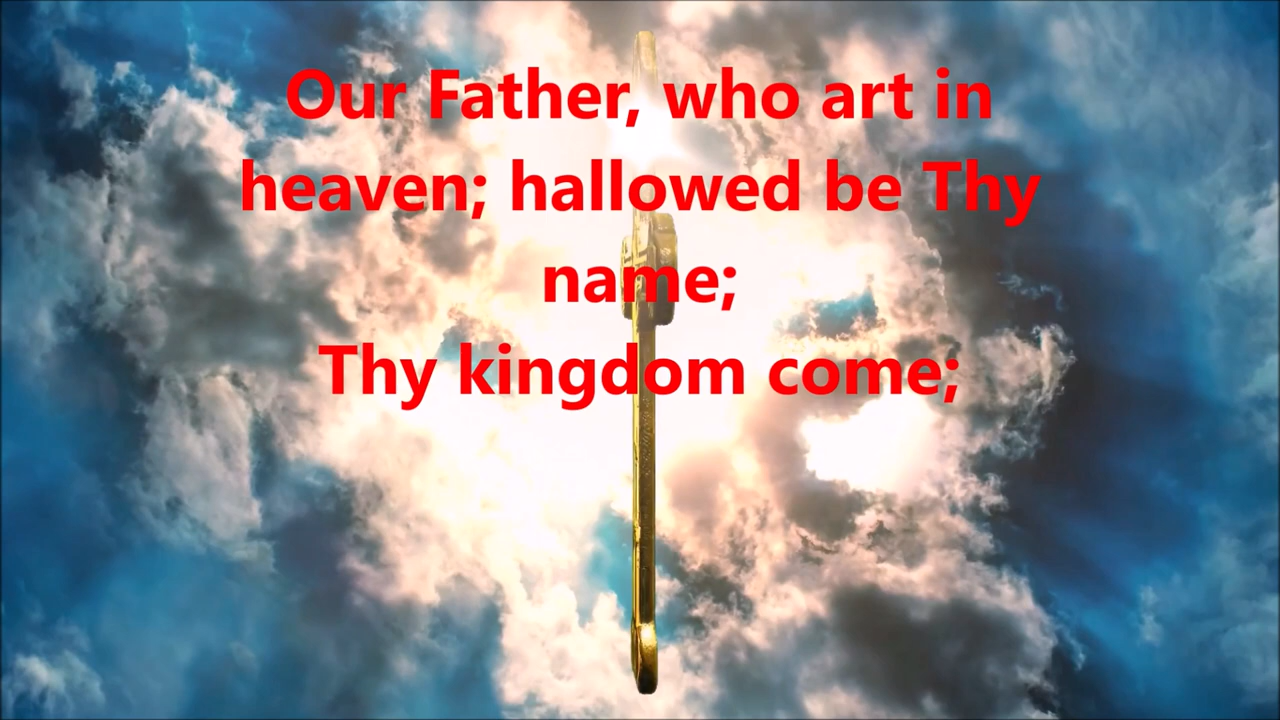 Our Father, who art in
heaven; hallowed be Thy
name;
Thy kingdom come;